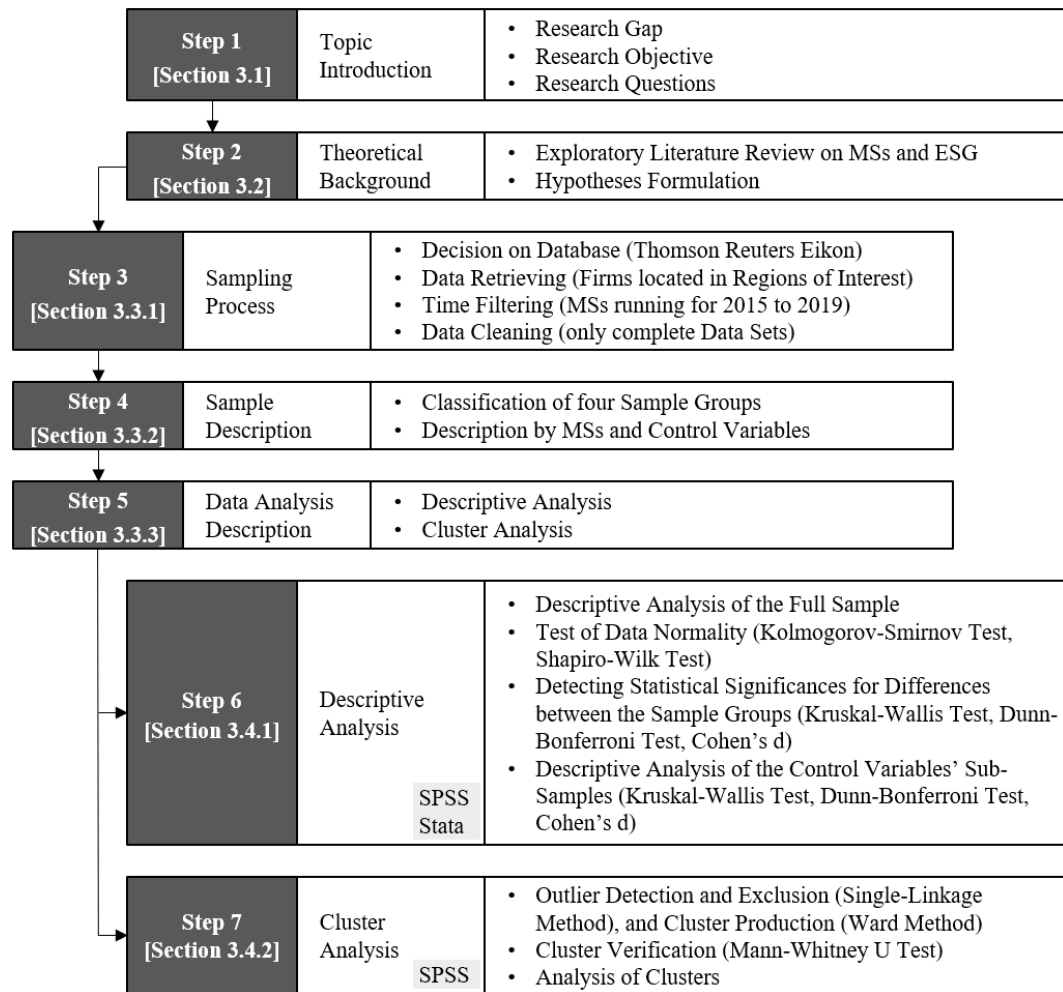 Step 1
[Section 3.1]
Topic
Introduction
• Research Gap
• Research Objective
• Research Questions
Step 2
[Section 3.2]
Theoretical
Background
• Exploratory Literature Review on MSs and ESG
• Hypotheses Formulation
Step 3
[Section 3.3.1]
Sampling
Process
• Decision on Database (Thomson Reuters Eikon)
• Data Retrieving (Firms located in Regions of Interest)
• Time Filtering (MSs running for 2015 to 2019)
• Data Cleaning (only complete Data Sets)
Step 4
[Section 3.3.2]
Sample
Description
• Classification of four Sample Groups
• Description by MSs and Control Variables
Step 5
[Section 3.3.3]
Data Analysis
Description
• Descriptive Analysis
• Cluster Analysis
Step 6
[Section 3.4.1]
Descriptive
Analysis
SPSS
Stata
• Descriptive Analysis of the Full Sample
• Test of Data Normality (Kolmogorov-Smirnov Test,
Shapiro-Wilk Test)
• Detecting Statistical Significances for Differences
between the Sample Groups (Kruskal-Wallis Test, Dunn-
Bonferroni Test, Cohen’s d)
• Descriptive Analysis of the Control Variables’ Sub-
Samples (Kruskal-Wallis Test, Dunn-Bonferroni Test,
Cohen’s d)
Step 7
[Section 3.4.2]
Cluster
Analysis
SPSS
• Outlier Detection and Exclusion (Single-Linkage
Method), and Cluster Production (Ward Method)
• Cluster Verification (Mann-Whitney U Test)
• Analysis of Clusters